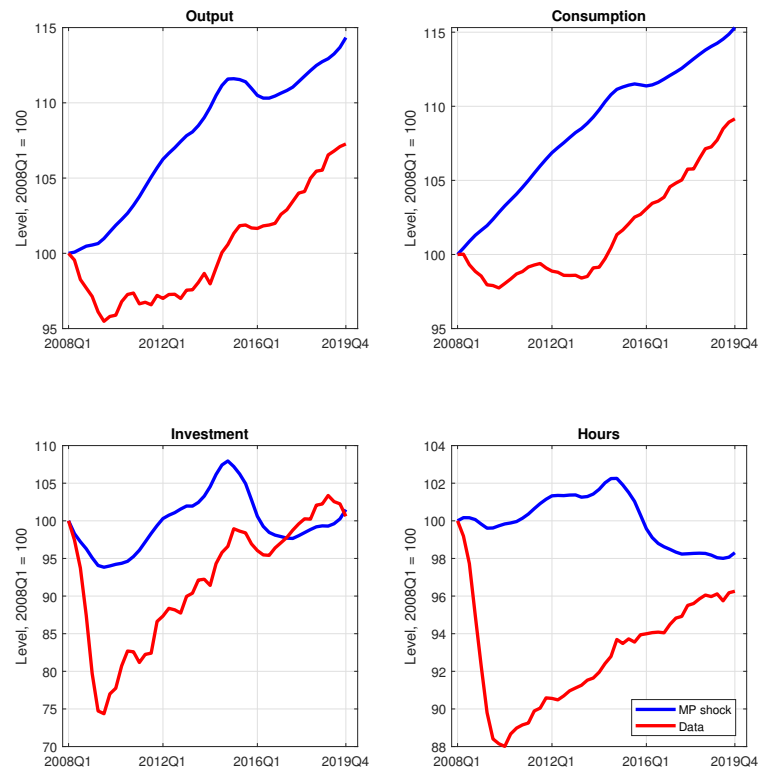 Output
Level, 2008Q1 = 100
115
110
105
100
95
2008Q1 2012Q1 2016Q1 2019Q4
Consumption
Level, 2008Q1 = 100
115
110
105
100
95
2008Q1 2012Q1 2016Q1 2019Q4
Investment
Level, 2008Q1 = 100
110
105
100
95
90
85
80
75
70
2008Q1 2012Q1 2016Q1 2019Q4
Hours
Level, 2008Q1 = 100
104
102
100
98
96
94
92
90
88
2008Q1 2012Q1 2016Q1 2019Q4
MP shock
Data